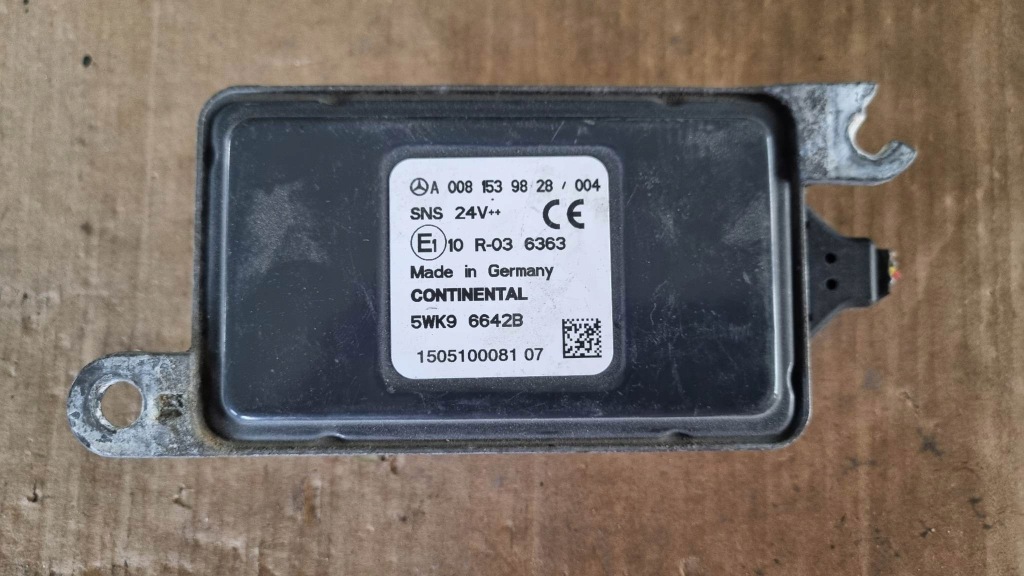 A 008 153 98 28 / 004
SNS 24V++ CE
E1 10 R-03 6363
Made in Germany
CONTINENTAL
5WK9 6642B
1505100081 07